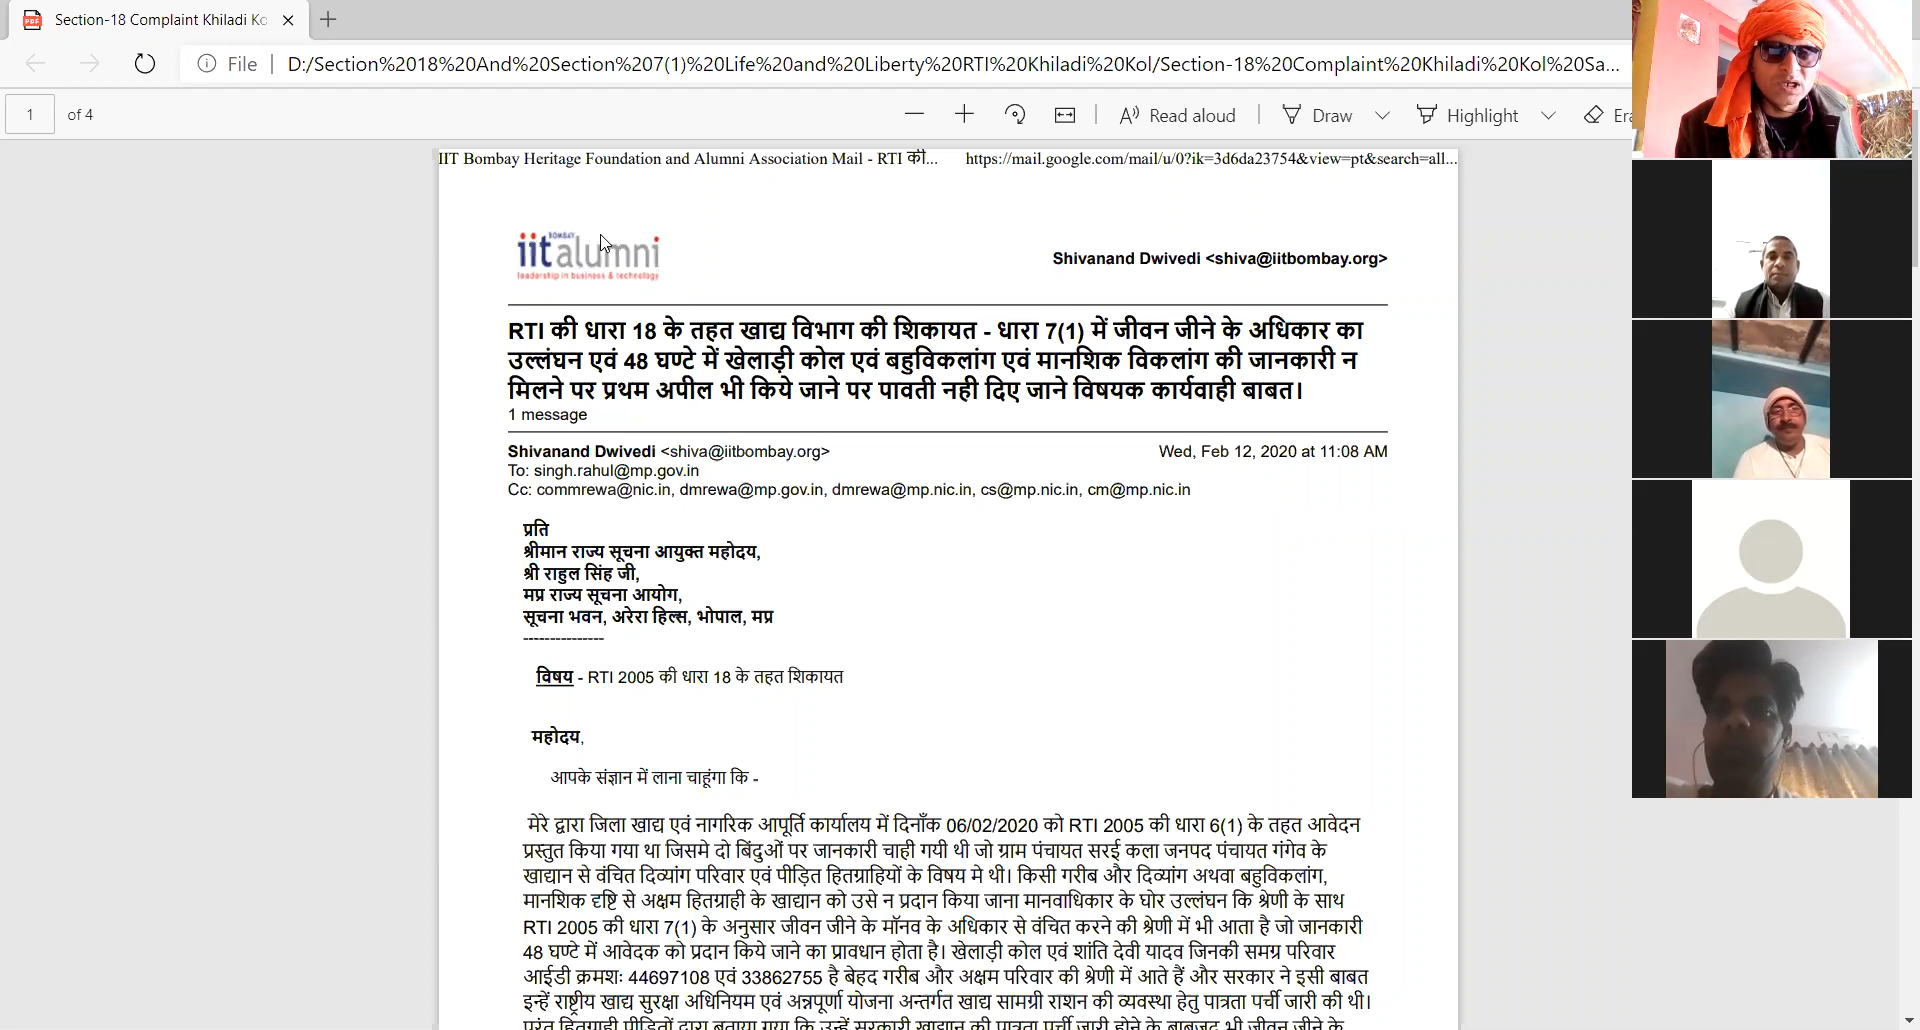 Section-18 Complaint Khiladi Ko
File
D:/Section%2018%20And%20Section%207(1)%20Life%20and%20Liberty%20RTI%20Khiladi%20Kol/Section-18%20Complaint%20Khiladi%20Kol%20Sa...
1 of 4
Read aloud
Draw
Highlight
Era
IIT Bombay Heritage Foundation and Alumni Association Mail - RTI की... https://mail.google.com/mail/u/0?ik=3d6da23754&view=pt&search=all...
BOMBAY
iitalumni
leadership in business & technology
Shivanand Dwivedi <shiva@iitbombay.org>
RTI की धारा 18 के तहत खाद्य विभाग की शिकायत - धारा 7(1) में जीवन जीने के अधिकार का
उल्लंघन एवं 48 घण्टे में खेलाड़ी कोल एवं बहुविकलांग एवं मानशिक विकलांग की जानकारी न
मिलने पर प्रथम अपील भी किये जाने पर पावती नही दिए जाने विषयक कार्यवाही बाबत।
1 message
Shivanand Dwivedi <shiva@iitbombay.org> Wed, Feb 12, 2020 at 11:08 AM
To: singh.rahul@mp.gov.in
Cc: commrewa@nic.in, dmrewa@mp.gov.in, dmrewa@mp.nic.in, cs@mp.nic.in, cm@mp.nic.in
प्रति
श्रीमान राज्य सूचना आयुक्त महोदय,
श्री राहुल सिंह जी,
मप्र राज्य सूचना आयोग,
सूचना भवन, अरेरा हिल्स, भोपाल, मप्र
---------------
विषय - RTI 2005 की धारा 18 के तहत शिकायत
महोदय,
आपके संज्ञान में लाना चाहूंगा कि -
मेरे द्वारा जिला खाद्य एवं नागरिक आपूर्ति कार्यालय में दिनाँक 06/02/2020 को RTI 2005 की धारा 6(1) के तहत आवेदन
प्रस्तुत किया गया था जिसमे दो बिंदुओं पर जानकारी चाही गयी थी जो ग्राम पंचायत सरई कला जनपद पंचायत गंगेव के
खाद्यान से वंचित दिव्यांग परिवार एवं पीड़ित हितग्राहियों के विषय मे थी। किसी गरीब और दिव्यांग अथवा बहुविकलांग,
मानशिक दृष्टि से अक्षम हितग्राही के खाद्यान को उसे न प्रदान किया जाना मानवाधिकार के घोर उल्लंघन कि श्रेणी के साथ
RTI 2005 की धारा 7(1) के अनुसार जीवन जीने के मॉनव के अधिकार से वंचित करने की श्रेणी में भी आता है जो जानकारी
48 घण्टे में आवेदक को प्रदान किये जाने का प्रावधान होता है। खेलाड़ी कोल एवं शांति देवी यादव जिनकी समग्र परिवार
आईडी क्रमशः 44697108 एवं 33862755 है बेहद गरीब और अक्षम परिवार की श्रेणी में आते हैं और सरकार ने इसी बाबत
इन्हें राष्ट्रीय खाद्य सुरक्षा अधिनियम एवं अन्नपूर्णा योजना अन्तर्गत खाद्य सामग्री राशन की व्यवस्था हेतु पात्रता पर्ची जारी की थी।
परंतु हितग्राही पीड़ितों द्वारा बताया गया कि उन्हें सरकारी खाद्यान की पात्रता पर्ची जारी होने के बाबजूद भी जीवन जीने के